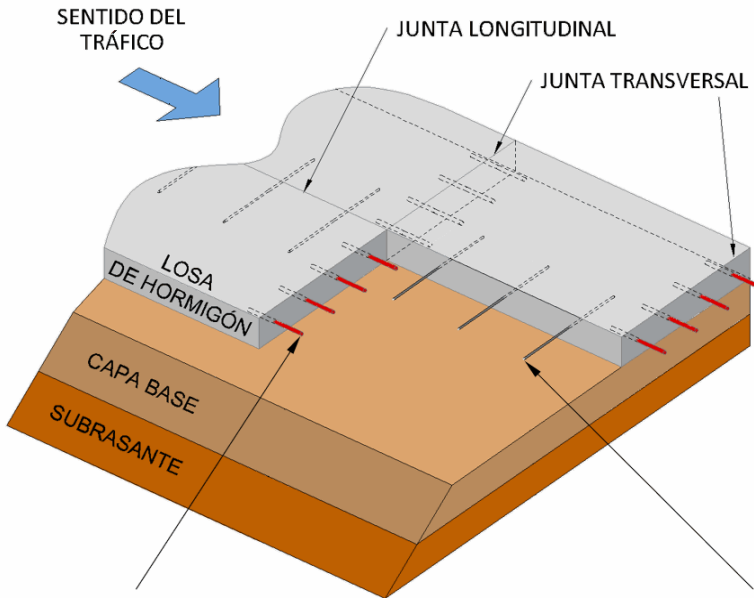 SENTIDO DEL
TRÁFICO
JUNTA LONGITUDINAL
JUNTA TRANSVERSAL
LOSA
DE HORMIGÓN
CAPA BASE
SUBRASANTE